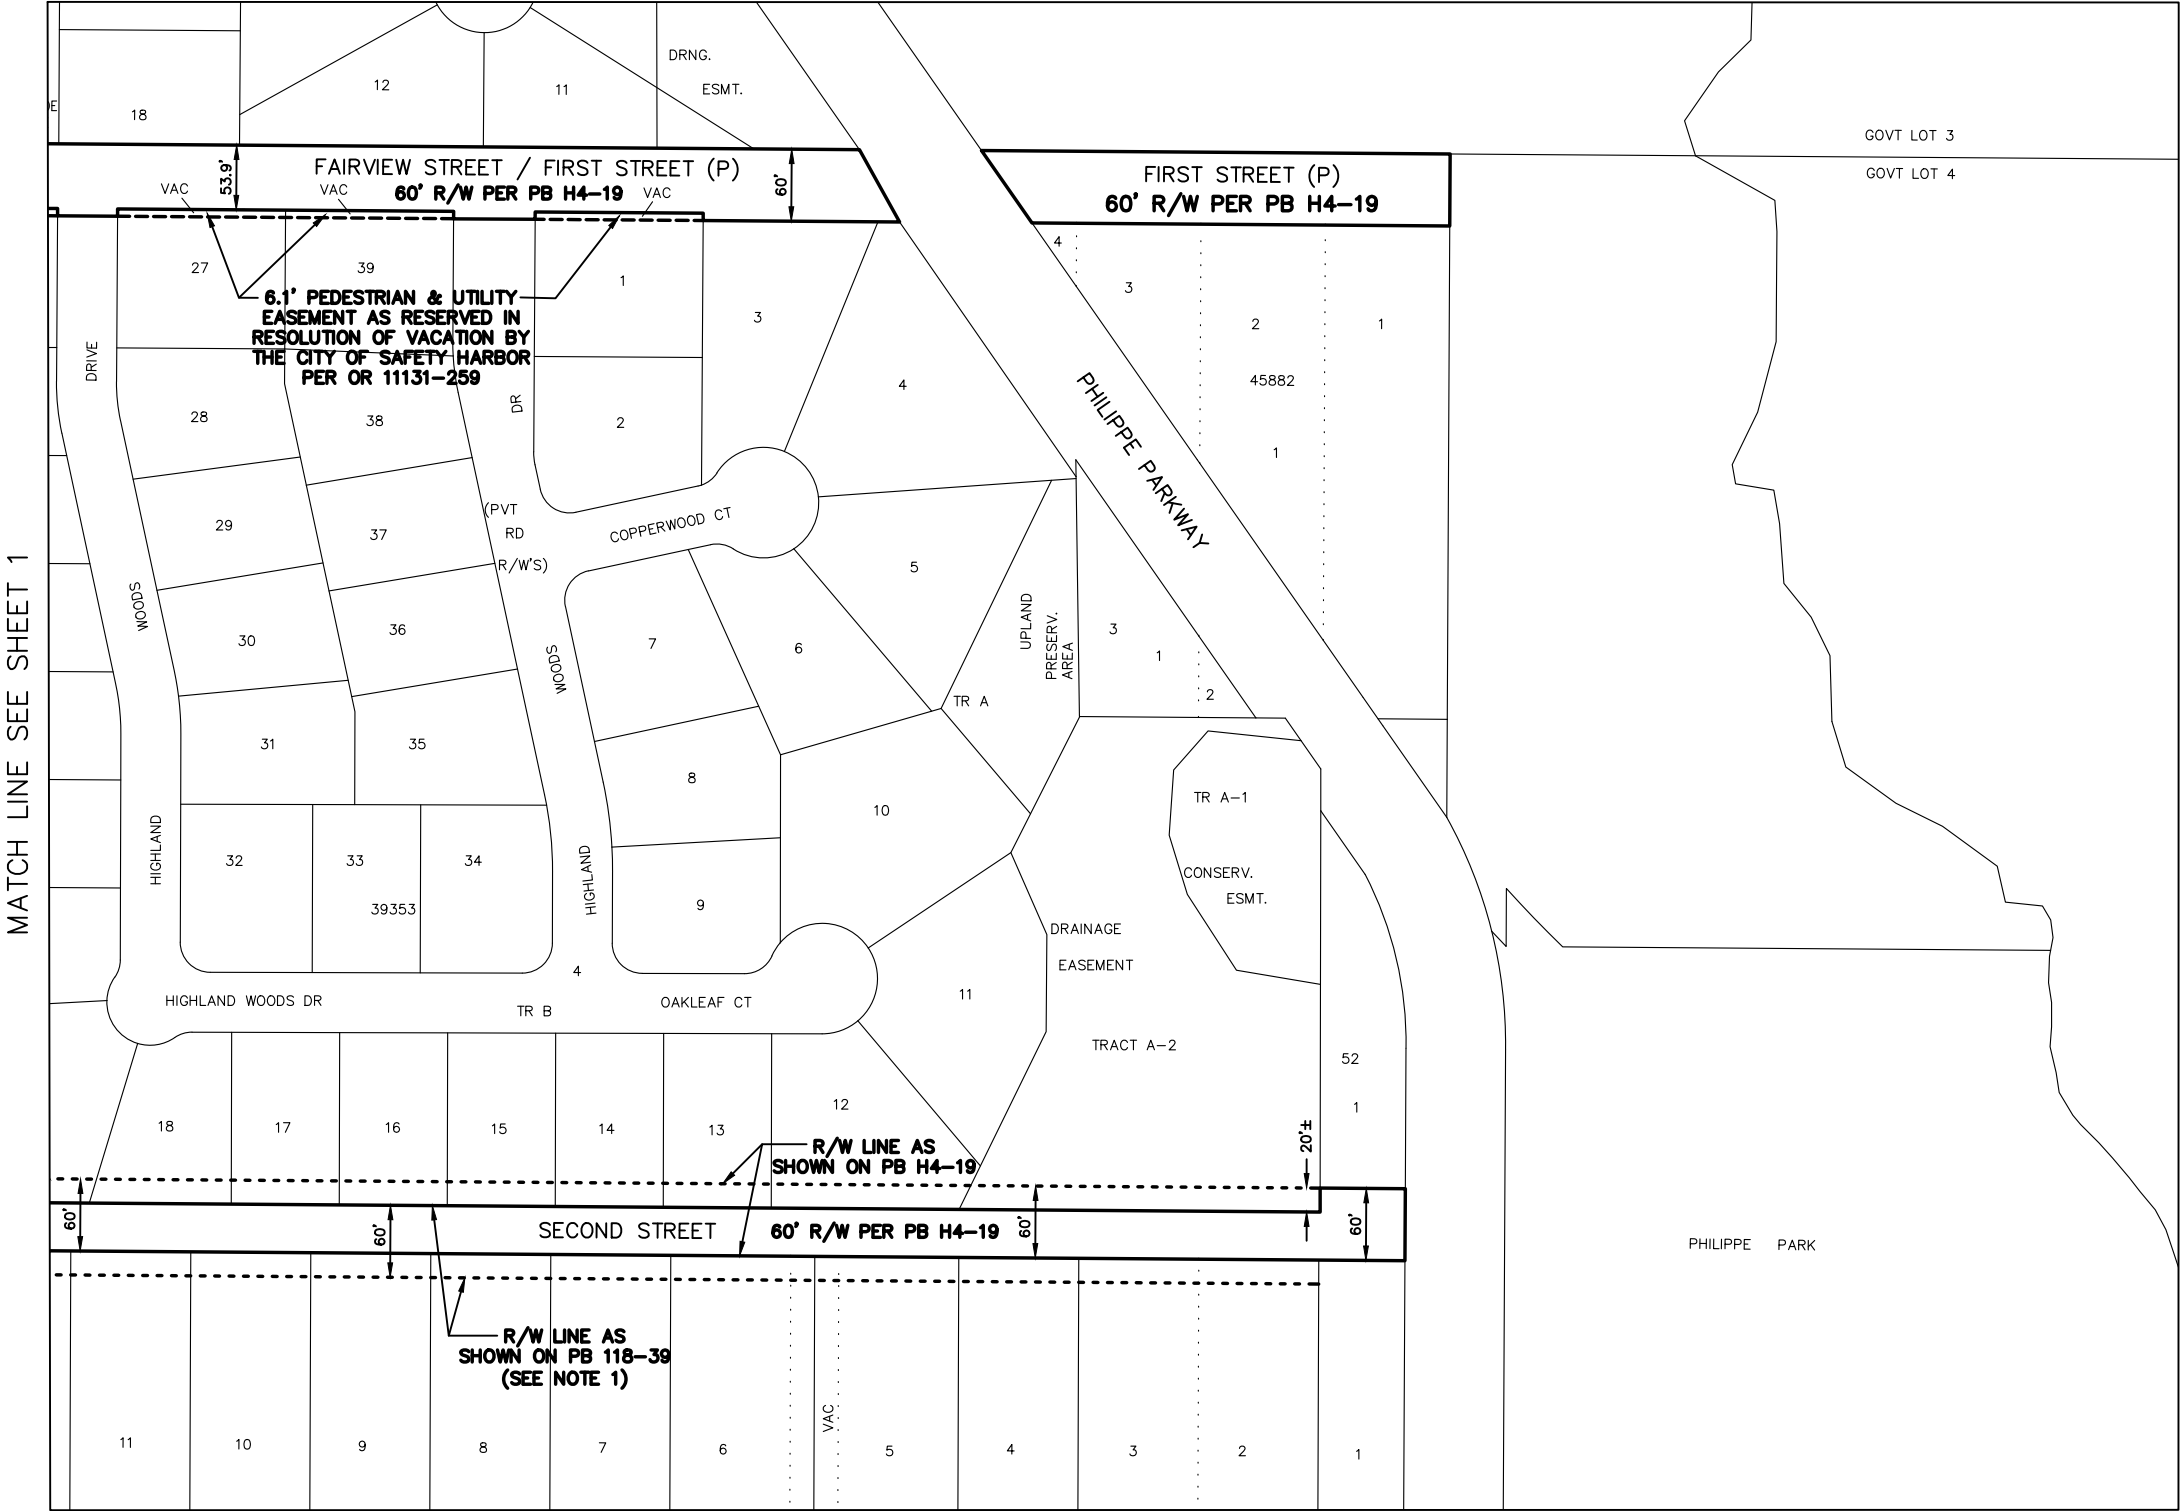 DRNG.
ESMT.
12
11
18
GOVT LOT 3
GOVT LOT 4
FAIRVIEW STREET / FIRST STREET (P)
60' R/W PER PB H4-19
53.9'
60'
VAC
VAC
VAC
FIRST STREET (P)
60' R/W PER PB H4-19
27
39
1
3
4
3
2
1
6.1' PEDESTRIAN & UTILITY
EASEMENT AS RESERVED IN
RESOLUTION OF VACATION BY
THE CITY OF SAFETY HARBOR
PER OR 11131-259
DRIVE
DR
4
45882
1
28
38
2
PHILIPPE PARKWAY
29
37
(PVT
RD
R/W'S)
COPPERWOOD CT
5
MATCH LINE SEE SHEET 1
WOODS
30
36
WOODS
7
6
UPLAND
PRESERV.
AREA
3
1
2
TR A
31
35
8
10
TR A-1
HIGHLAND
32
33
34
39353
HIGHLAND
9
CONSERV.
ESMT.
DRAINAGE
EASEMENT
4
HIGHLAND WOODS DR
TR B
OAKLEAF CT
11
TRACT A-2
52
1
18
17
16
15
14
13
12
R/W LINE AS
SHOWN ON PB H4-19
20'±
60'
60'
SECOND STREET
60' R/W PER PB H4-19
60'
60'
PHILIPPE PARK
R/W LINE AS
SHOWN ON PB 118-39
(SEE NOTE 1)
VAC
11
10
9
8
7
6
5
4
3
2
1